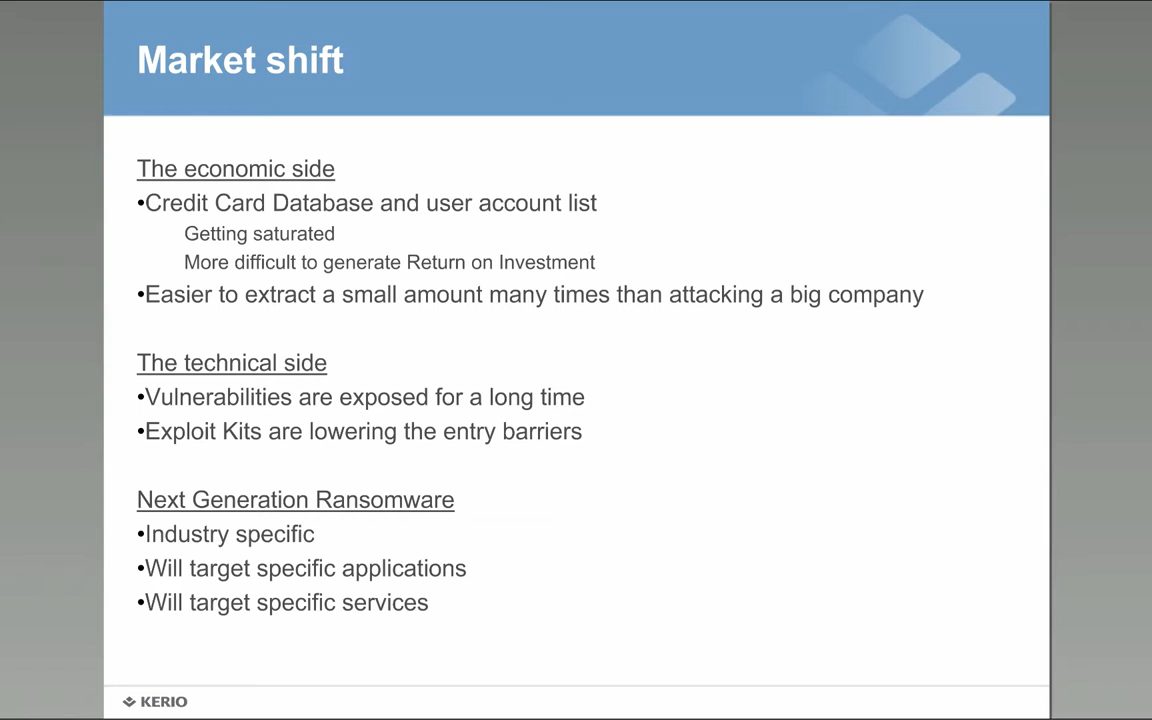 Market shift
The economic side
•Credit Card Database and user account list
Getting saturated
More difficult to generate Return on Investment
•Easier to extract a small amount many times than attacking a big company
The technical side
•Vulnerabilities are exposed for a long time
•Exploit Kits are lowering the entry barriers
Next Generation Ransomware
•Industry specific
•Will target specific applications
•Will target specific services
KERIO